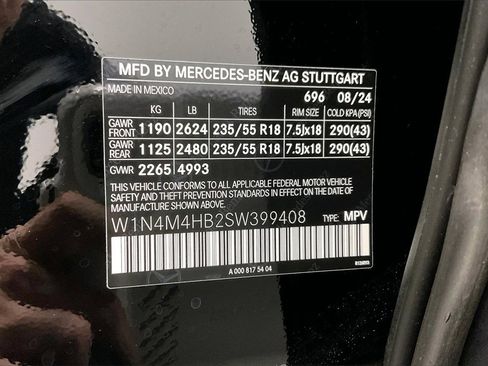 MFD BY MERCEDES-BENZ AG STUTTGART
MADE IN MEXICO 696 08/24
KG LB TIRES RIM SIZE COLD KPA(PSI)
GAWR FRONT 1190 2624 235/55 R18 7.5Jx18 290(43)
GAWR REAR 1125 2480 235/55 R18 7.5Jx18 290(43)
GVWR 2265 4993
THIS VEHICLE CONFORMS TO ALL APPLICABLE FEDERAL MOTOR VEHICLE
SAFETY AND THEFT PREVENTION STANDARDS IN EFFECT ON THE DATE OF
MANUFACTURE SHOWN ABOVE.
W1N4M4HB2SW399408 TYPE: MPV
A 000 817 54 04